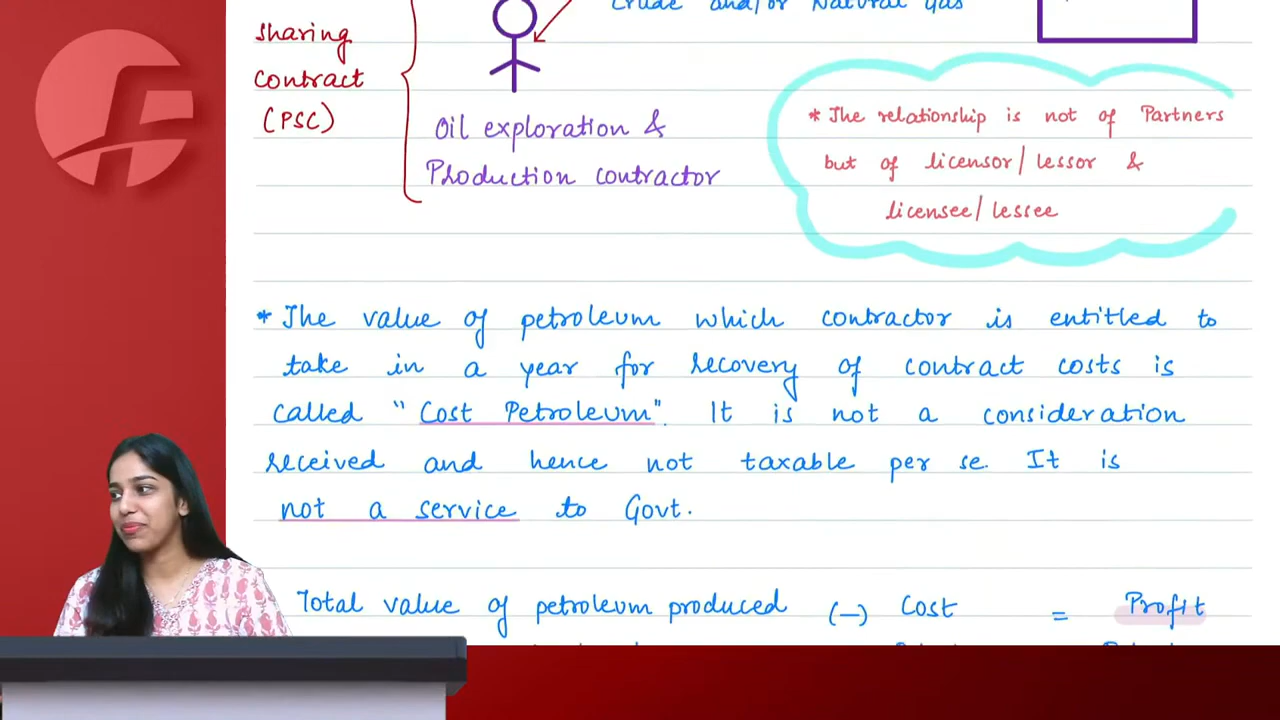 Crude and/or Natural Gas
Sharing
Contract
(PSC)
Oil exploration &
Production contractor
* The relationship is not of Partners
but of licensor/lessor &
licensee/lessee
* The value of petroleum which contractor is entitled to
take in a year for recovery of contract costs is
called "Cost Petroleum". It is not a consideration
received and hence not taxable per se. It is
not a service to Govt.
Total value of petroleum produced (-) Cost = Profit